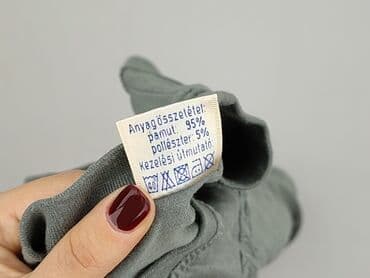 Anyagösszetétel:
pamut: 95%
poliészter: 5%
Kezelési útmutató: